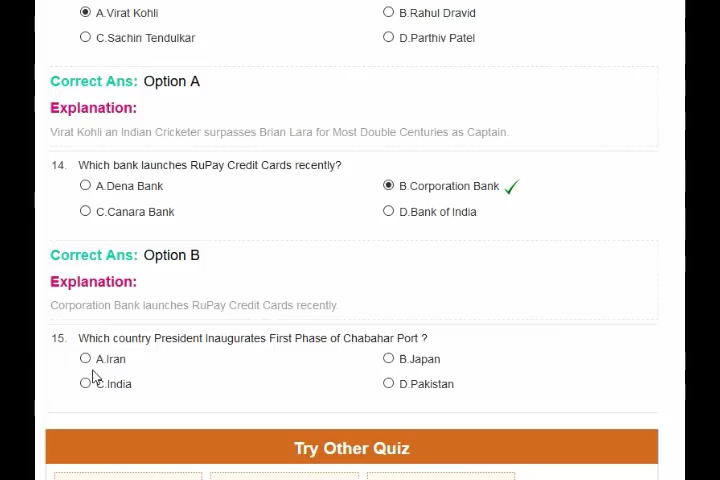 A.Virat Kohli
B.Rahul Dravid
C.Sachin Tendulkar
D.Parthiv Patel
Correct Ans: Option A
Explanation:
Virat Kohli an Indian Cricketer surpasses Brian Lara for Most Double Centuries as Captain.
14. Which bank launches RuPay Credit Cards recently?
A.Dena Bank
B.Corporation Bank
C.Canara Bank
D.Bank of India
Correct Ans: Option B
Explanation:
Corporation Bank launches RuPay Credit Cards recently.
15. Which country President Inaugurates First Phase of Chabahar Port ?
A.Iran
B.Japan
C.India
D.Pakistan
Try Other Quiz